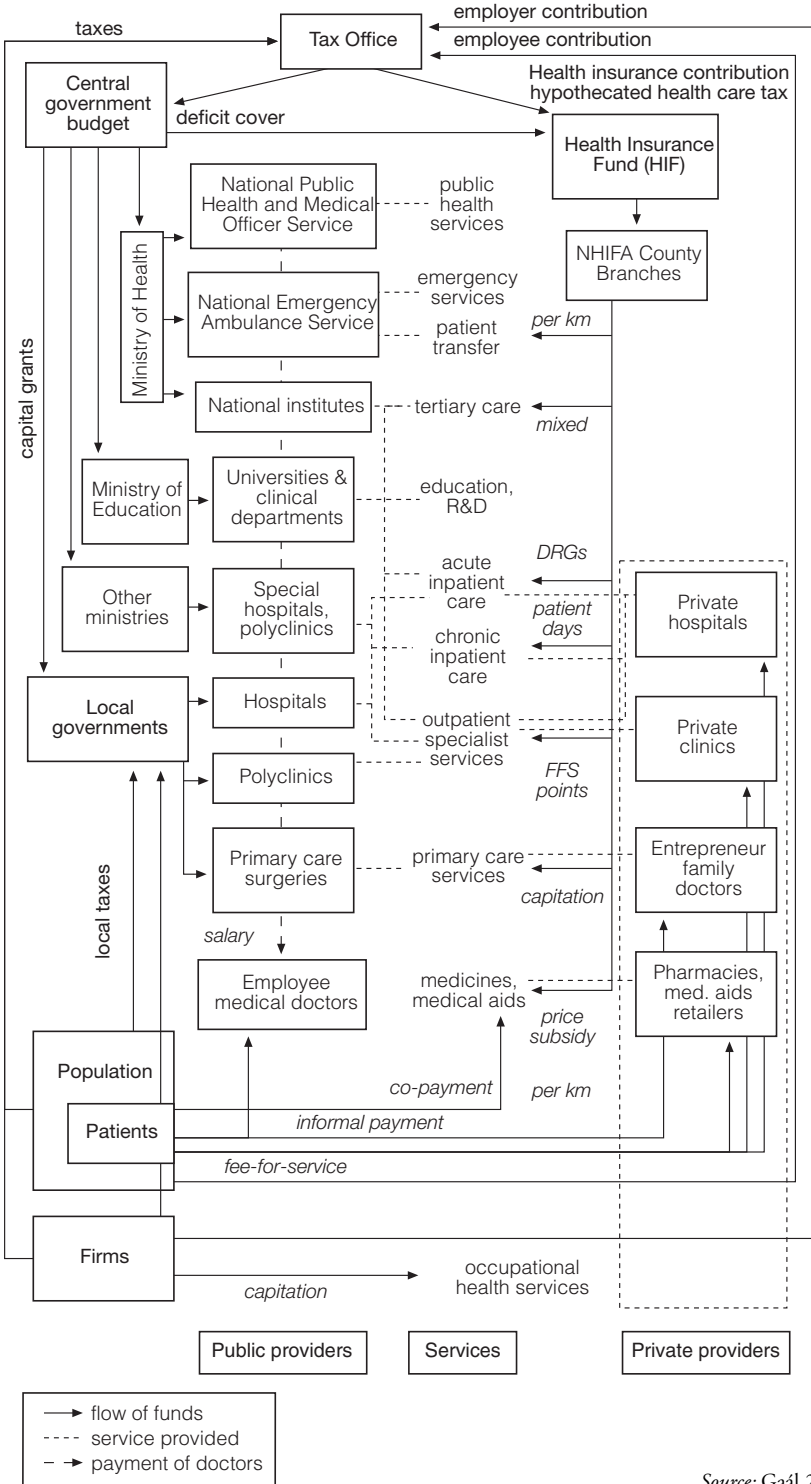 employer contribution
taxes
Tax Office
employee contribution
Central
government
budget
Health insurance contribution
hypothecated health care tax
deficit cover
Health Insurance
Fund (HIF)
National Public
Health and Medical
Officer Service
public
health
services
NHIFA County
Branches
Ministry of Health
National Emergency
Ambulance Service
emergency
services
patient
transfer
per km
capital grants
National institutes
tertiary care
mixed
Ministry of
Education
Universities &
clinical
departments
education,
R&D
Other
ministries
Special
hospitals,
polyclinics
acute
inpatient
care
DRGs
patient
days
Private
hospitals
chronic
inpatient
care
Local
governments
Hospitals
outpatient
specialist
services
Private
clinics
Polyclinics
FFS
points
Primary care
surgeries
primary care
services
capitation
Entrepreneur
family
doctors
local taxes
salary
Employee
medical doctors
medicines,
medical aids
price
subsidy
Pharmacies,
med. aids
retailers
Population
co-payment
per km
Patients
informal payment
fee-for-service
Firms
capitation
occupational
health services
Public providers
Services
Private providers
flow of funds
service provided
payment of doctors
Source: Gaál